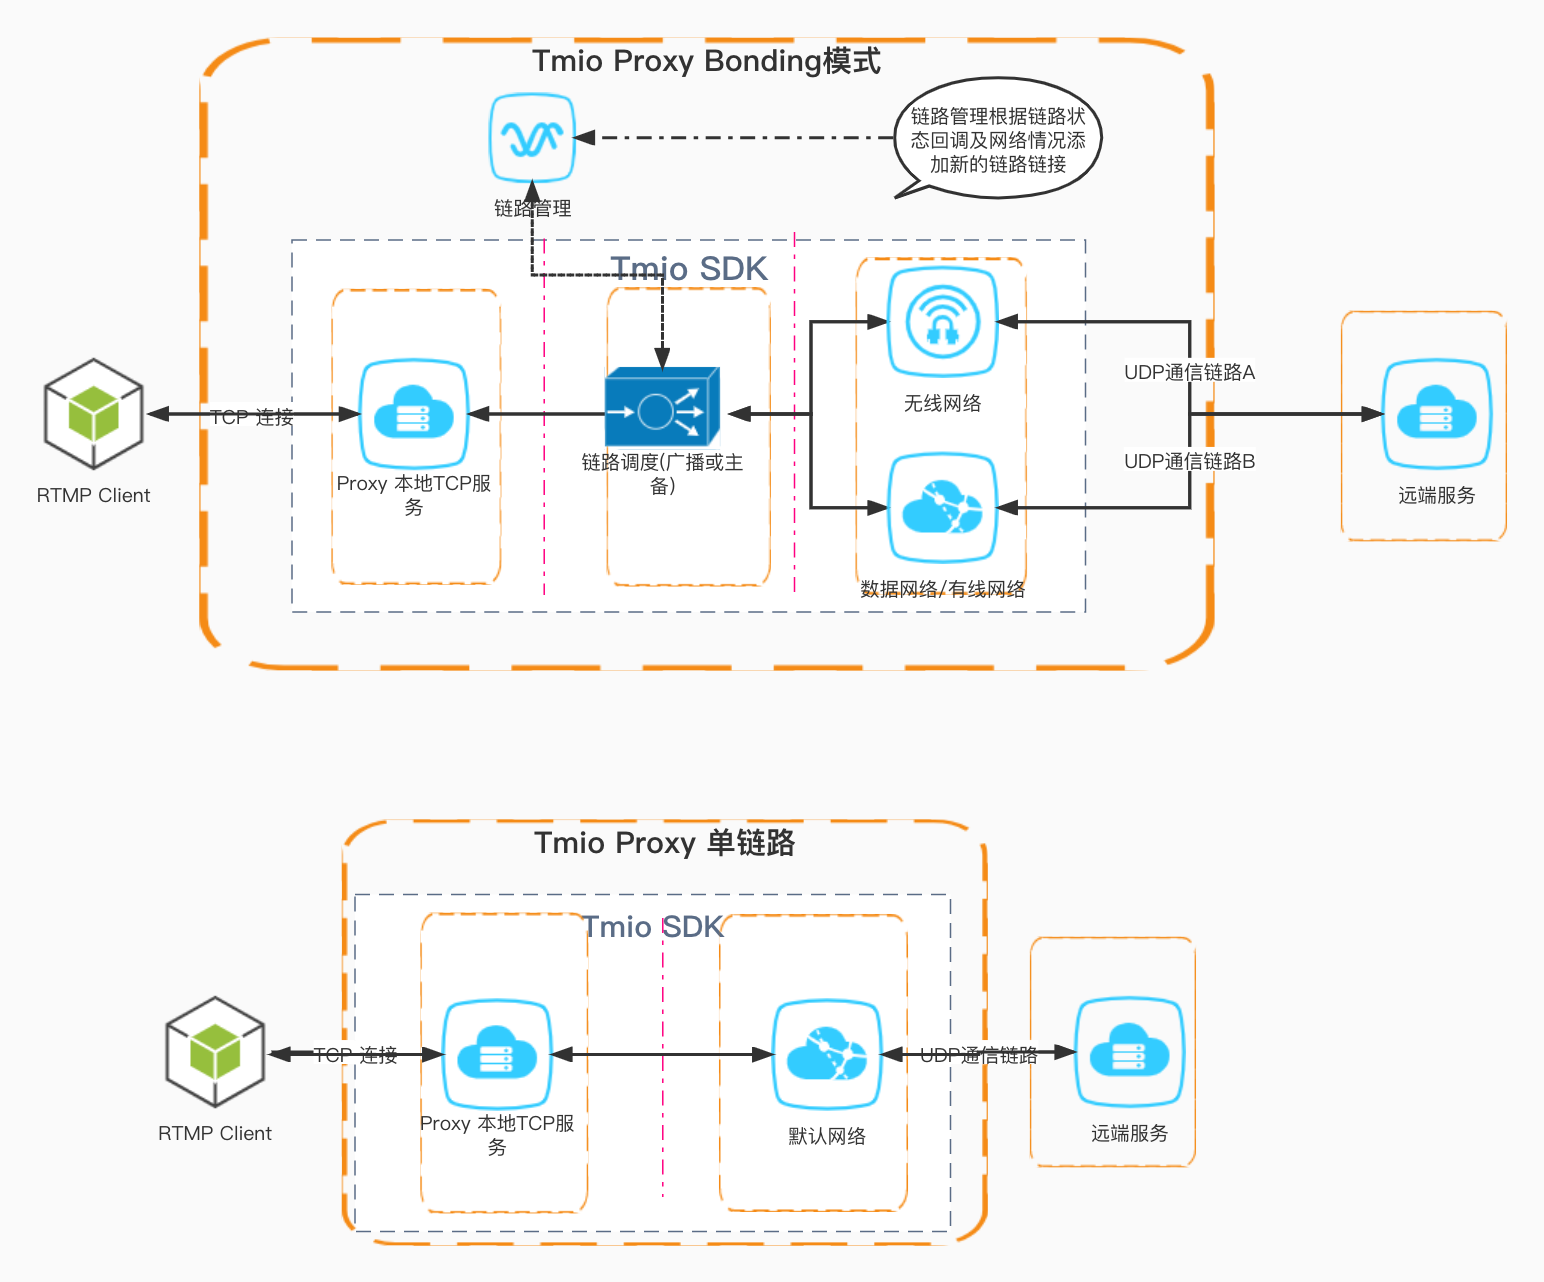 Tmio Proxy Bonding模式
链路管理根据链路状
态回调及网络情况添
加新的链路链接
链路管理
Tmio SDK
UDP通信链路A
无线网络
TCP 连接
UDP通信链路B
链路调度(广播或主
备)
Proxy 本地TCP服
务
RTMP Client
远端服务
数据网络/有线网络
Tmio Proxy 单链路
Tmio SDK
TCP 连接
UDP通信链路
Proxy 本地TCP服
务
RTMP Client
默认网络
远端服务